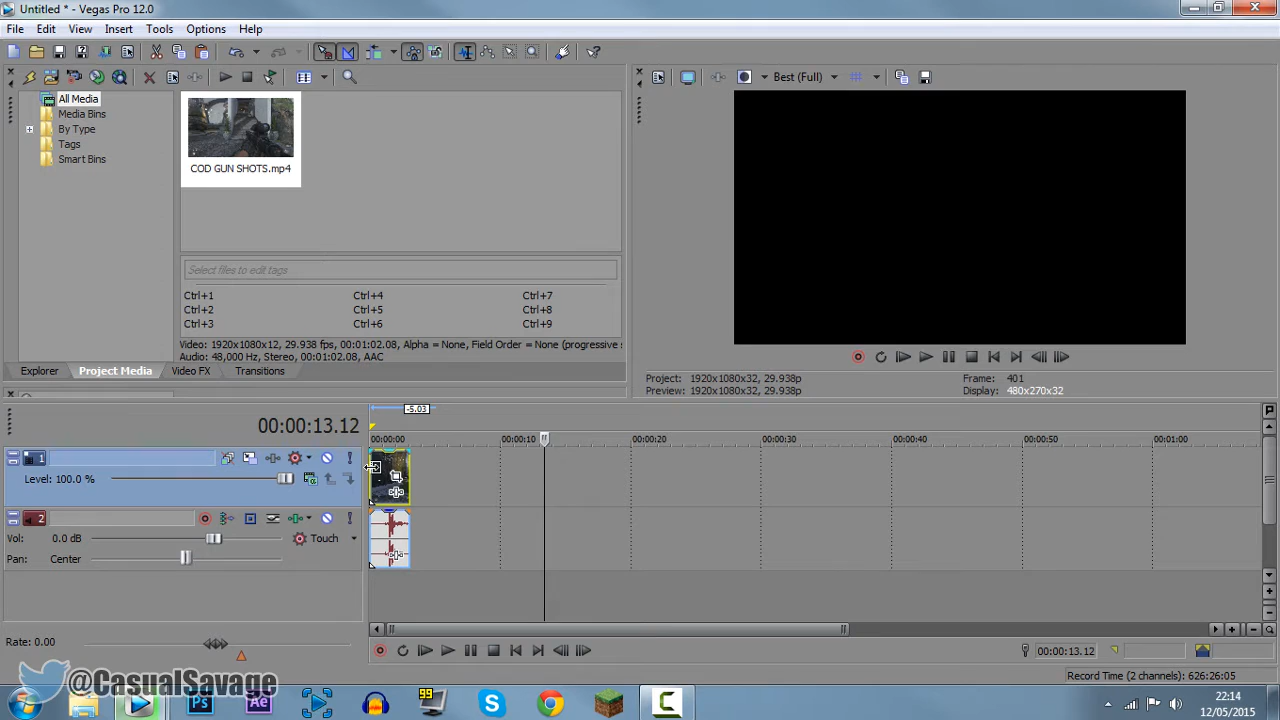 Untitled * - Vegas Pro 12.0
File Edit View Insert Tools Options Help
Best (Full)
All Media
Media Bins
By Type
Tags
Smart Bins
COD GUN SHOTS.mp4
Select files to edit tags
Ctrl+1 Ctrl+4 Ctrl+7
Ctrl+2 Ctrl+5 Ctrl+8
Ctrl+3 Ctrl+6 Ctrl+9
Video: 1920x1080x12, 29.938 fps, 00:01:02.08, Alpha = None, Field Order = None (progressive s
Audio: 48,000 Hz, Stereo, 00:01:02.08, AAC
Explorer Project Media Video FX Transitions
Project: 1920x1080x32, 29.938p Frame: 401
Preview: 1920x1080x32, 29.938p Display: 480x270x32
-5.03
00:00:13.12
00:00:00 00:00:10 00:00:20 00:00:30 00:00:40 00:00:50 00:01:00
1
Level: 100.0 %
2
Vol: 0.0 dB Touch
Pan: Center
Rate: 0.00
00:00:13.12
Record Time (2 channels): 626:26:05
@CasualSavage
Ps Ae 99
22:14
12/05/2015